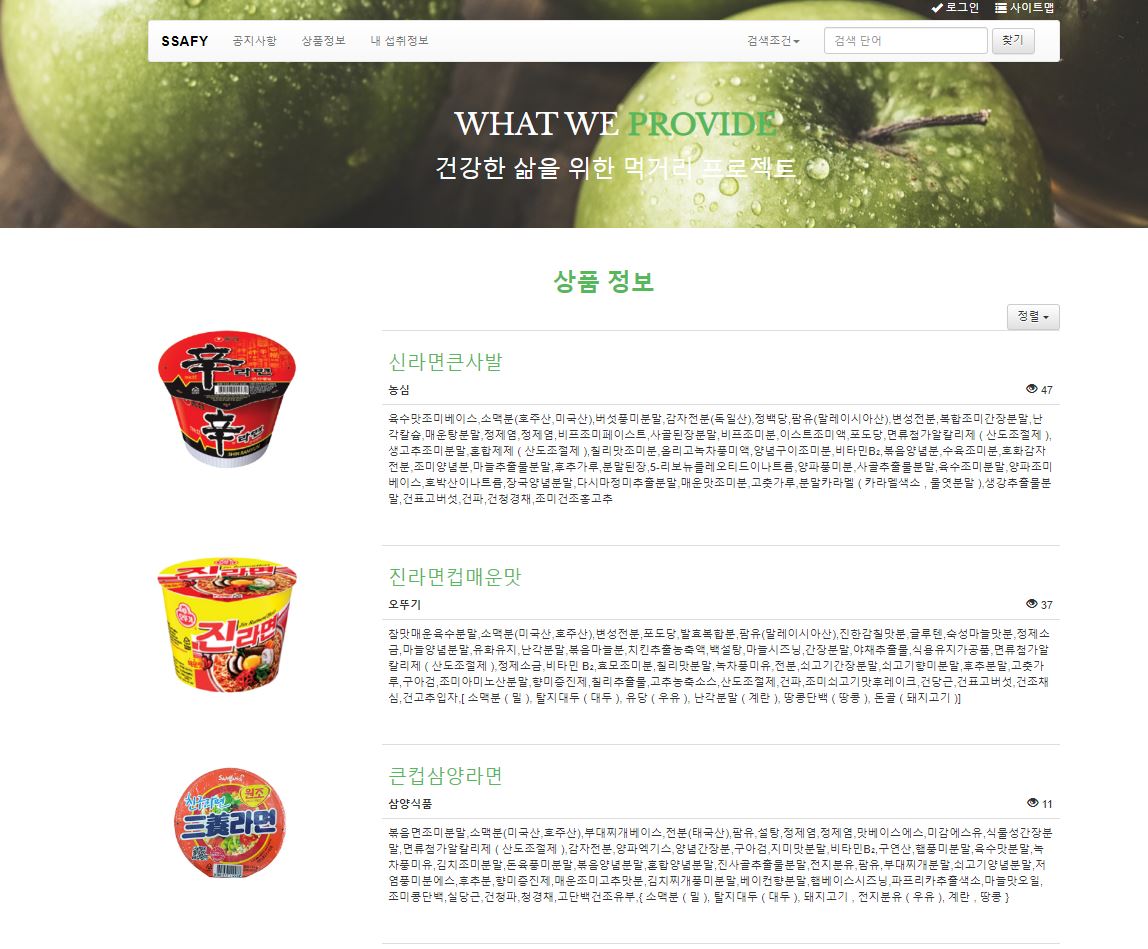 로그인 사이트맵
SSAFY 공지사항 상품정보 내 섭취정보 검색조건 검색 단어 찾기
WHAT WE PROVIDE
건강한 삶을 위한 먹거리 프로젝트
상품 정보
정렬
신라면큰사발
농심 47
육수맛조미베이스,소맥분(호주산,미국산),버섯풍미분말,감자전분(독일산),정백당,팜유(말레이시아산),변성전분,복합조미간장분말,난
각칼슘,매운탕분말,정제염,정제염,비프조미페이스트,사골된장분말,비프조미분,이스트조미액,포도당,면류첨가알칼리제 ( 산도조절제 ),
생고추조미분말,혼합제제 ( 산도조절제 ),칠리맛조미분,올리고녹차풍미액,양념구이조미분,비타민B₂,볶음양념분,수육조미분,호화감자
전분,조미양념분,마늘추출물분말,후추가루,분말된장,5-리보뉴클레오티드이나트륨,양파풍미분,사골추출물분말,육수조미분말,양파조미
베이스,호박산이나트륨,장국양념분말,다시마정미추출분말,매운맛조미분,고춧가루,분말카라멜 ( 카라멜색소 , 물엿분말 ),생강추출물분
말,건표고버섯,건파,건청경채,조미건조홍고추
진라면컵매운맛
오뚜기 37
참맛매운육수분말,소맥분(미국산,호주산),변성전분,포도당,발효복합분,팜유(말레이시아산),진한감칠맛분,글루텐,숙성마늘맛분,정제소
금,마늘양념분말,유화유지,난각분말,볶음마늘분,치킨추출농축액,백설탕,마늘시즈닝,간장분말,야채추출물,식용유지가공품,면류첨가알
칼리제 ( 산도조절제 ),정제소금,비타민 B₂,효모조미분,칠리맛분말,녹차풍미유,전분,쇠고기간장분말,쇠고기향미분말,후추분말,고춧가
루,구아검,조미아미노산분말,향미증진제,칠리추출물,고추농축소스,산도조절제,건파,조미쇠고기맛후레이크,건당근,건표고버섯,건조채
심,건고추입자,[ 소맥분 ( 밀 ), 탈지대두 ( 대두 ), 유당 ( 우유 ), 난각분말 ( 계란 ), 땅콩단백 ( 땅콩 ), 돈골 ( 돼지고기 )]
큰컵삼양라면
삼양식품 11
볶음면조미분말,소맥분(미국산,호주산),부대찌개베이스,전분(태국산),팜유,설탕,정제염,정제염,맛베이스에스,미감에스유,식물성간장분
말,면류첨가알칼리제 ( 산도조절제 ),감자전분,양파엑기스,양념간장분,구아검,지미맛분말,비타민B₂,구연산,햄풍미분말,육수맛분말,녹
차풍미유,김치조미분말,돈육풍미분말,볶음양념분말,혼합양념분말,진사골추출물분말,전지분유,팜유,부대찌개분말,쇠고기양념분말,저
염풍미분에스,후추분,향미증진제,매운조미고추맛분,김치찌개풍미분말,베이컨향분말,햄베이스시즈닝,파프리카추출색소,마늘맛오일,
조미콩단백,실당근,건청파,청경채,고단백건조유부,{ 소맥분 ( 밀 ), 탈지대두 ( 대두 ), 돼지고기 , 전지분유 ( 우유 ), 계란 , 땅콩 }